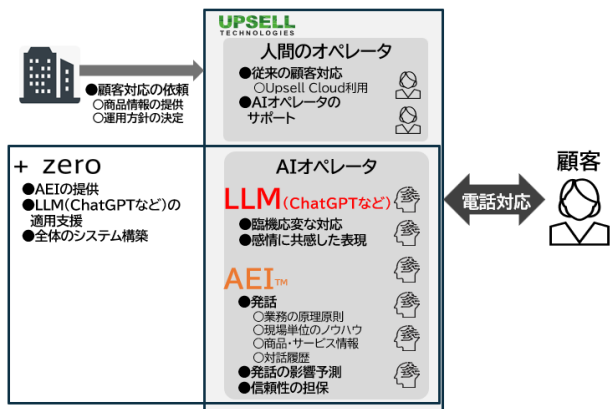 UPSELL
TECHNOLOGIES
人間のオペレータ
●従来の顧客対応
○Upsell Cloud利用
●AIオペレータの
サポート
●顧客対応の依頼
○商品情報の提供
○運用方針の決定
+ zero
●AEIの提供
●LLM(ChatGPTなど)の
適用支援
●全体のシステム構築
AIオペレータ
LLM(ChatGPTなど)
●臨機応変な対応
●感情に共感した表現
AEI™
●発話
○業務の原理原則
○現場単位のノウハウ
○商品・サービス情報
○対話履歴
●発話の影響予測
●信頼性の担保
電話対応
顧客